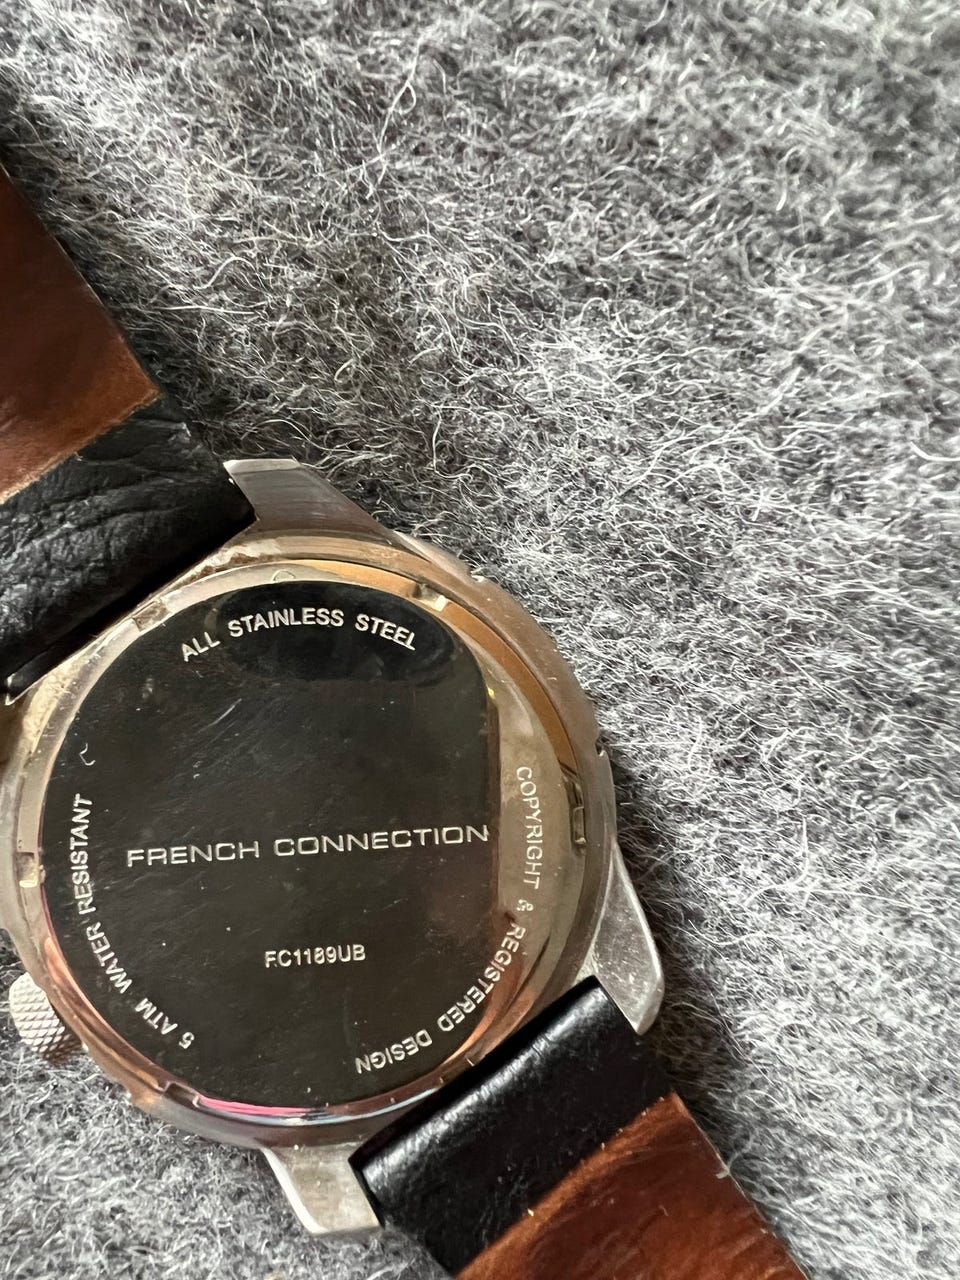 ALL STAINLESS STEEL
FRENCH CONNECTION
FC1189UB
COPYRIGHT & REGISTERED DESIGN
5 ATM WATER RESISTANT